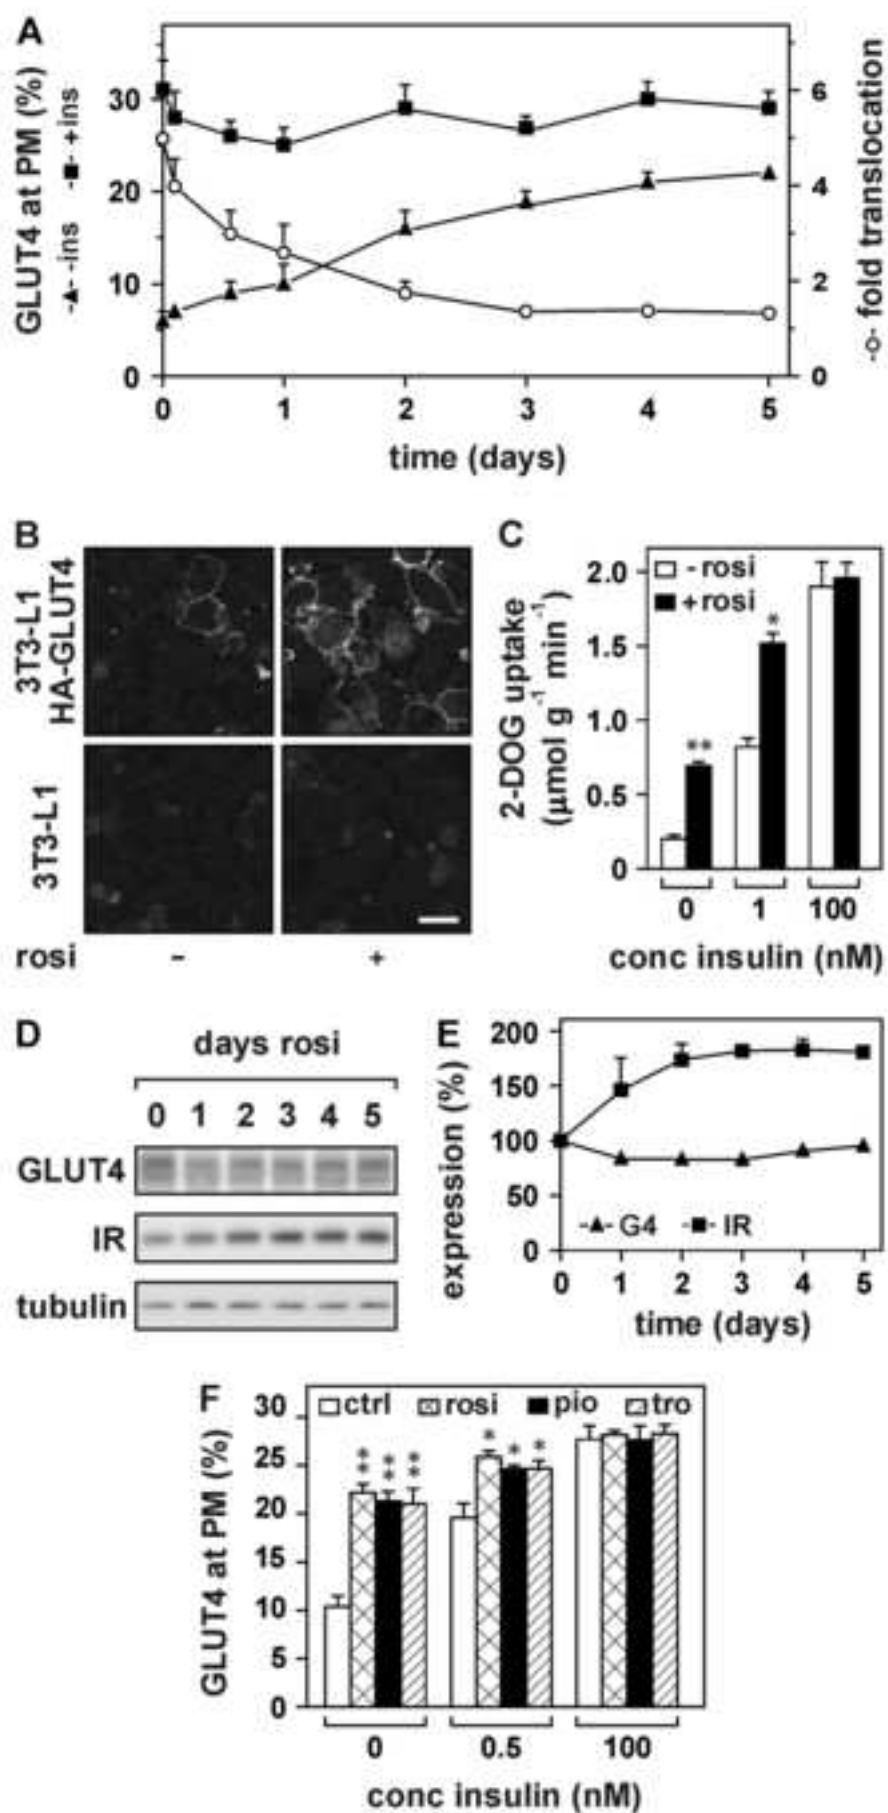 A
GLUT4 at PM (%)
-▲- -ins -■- +ins
30
20
10
0
6
4
2
0
-o- fold translocation
0 1 2 3 4 5
time (days)
B
3T3-L1
HA-GLUT4
3T3-L1
rosi - +
C
2-DOG uptake
(µmol g⁻¹ min⁻¹)
2.0
1.5
1.0
0.5
0
- rosi
+ rosi
**
*
0 1 100
conc insulin (nM)
D
days rosi
0 1 2 3 4 5
GLUT4
IR
tubulin
E
expression (%)
200
150
100
50
0
-▲- G4 -■- IR
0 1 2 3 4 5
time (days)
F
GLUT4 at PM (%)
30
25
20
15
10
5
0
ctrl rosi pio tro
** ** **
* * *
0 0.5 100
conc insulin (nM)